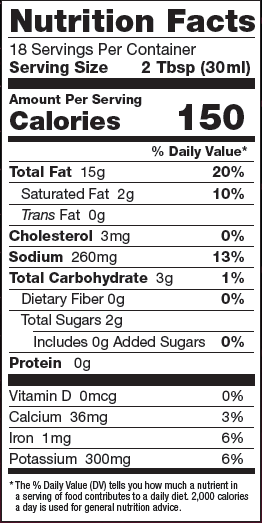 Nutrition Facts
18 Servings Per Container
Serving Size 2 Tbsp (30ml)
Amount Per Serving
Calories 150
% Daily Value*
Total Fat 15g 20%
Saturated Fat 2g 10%
Trans Fat 0g
Cholesterol 3mg 0%
Sodium 260mg 13%
Total Carbohydrate 3g 1%
Dietary Fiber 0g 0%
Total Sugars 2g
Includes 0g Added Sugars 0%
Protein 0g
Vitamin D 0mcg 0%
Calcium 36mg 3%
Iron 1mg 6%
Potassium 300mg 6%
*The % Daily Value (DV) tells you how much a nutrient in
a serving of food contributes to a daily diet. 2,000 calories
a day is used for general nutrition advice.